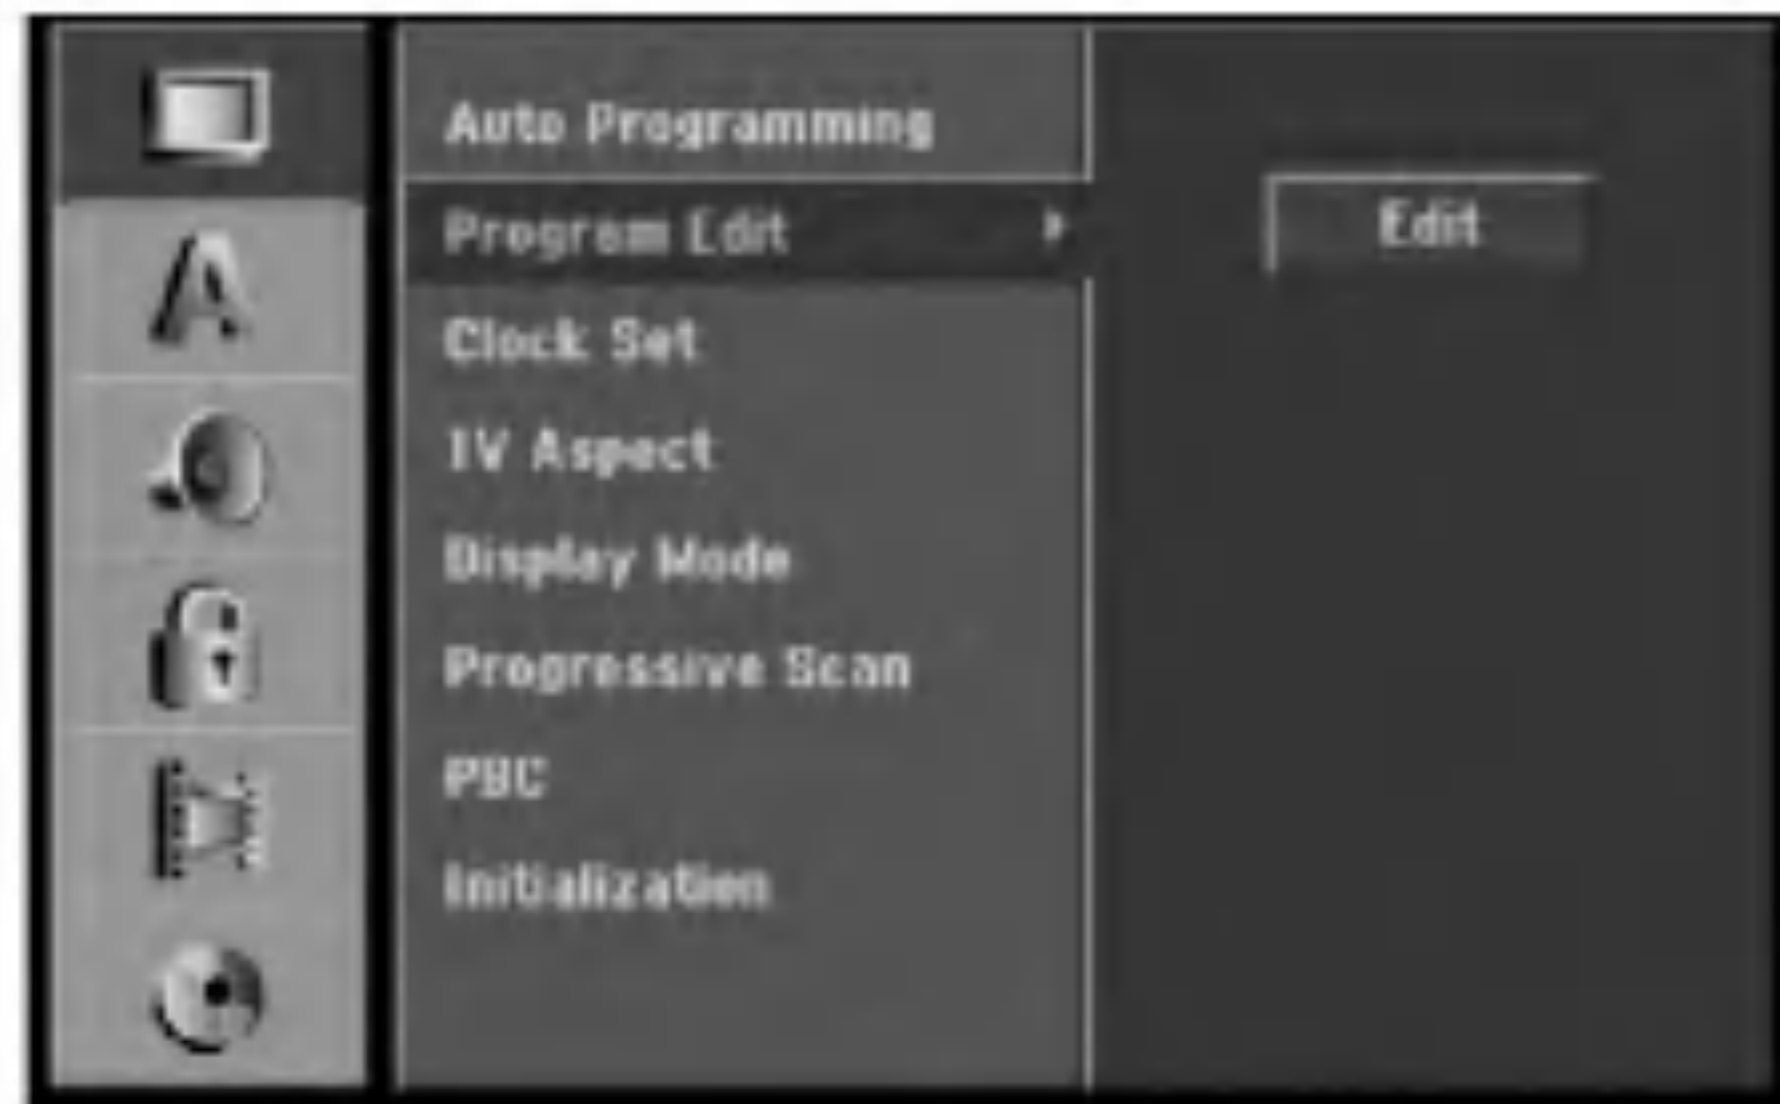 Auto Programming
Program Edit
Edit
Clock Set
TV Aspect
Display Mode
Progressive Scan
PBC
Initialization